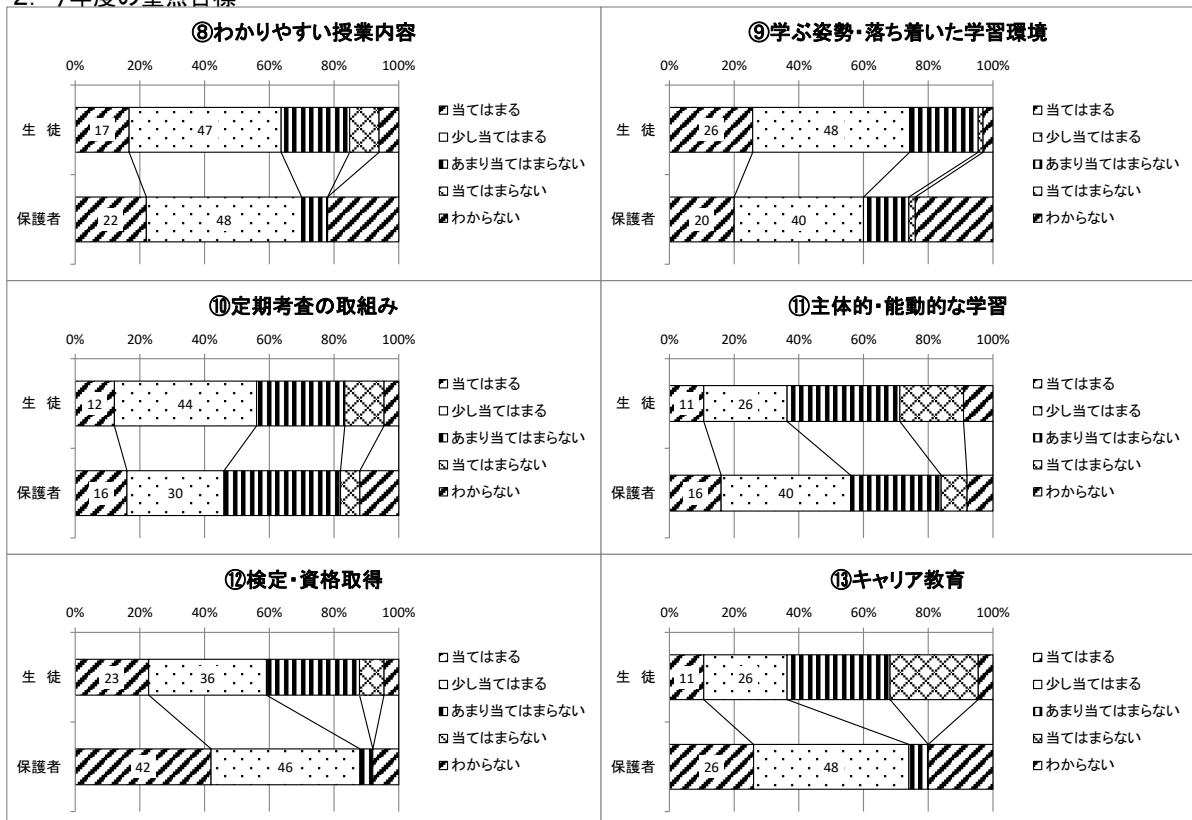 2. 今年度の重点目標
⑧わかりやすい授業内容
0% 20% 40% 60% 80% 100%
生 徒 17 47
保護者 22 48
当てはまる
少し当てはまる
あまり当てはまらない
当てはまらない
わからない
⑨学ぶ姿勢・落ち着いた学習環境
0% 20% 40% 60% 80% 100%
生 徒 26 48
保護者 20 40
当てはまる
少し当てはまる
あまり当てはまらない
当てはまらない
わからない
⑩定期考査の取組み
0% 20% 40% 60% 80% 100%
生 徒 12 44
保護者 16 30
当てはまる
少し当てはまる
あまり当てはまらない
当てはまらない
わからない
⑪主体的・能動的な学習
0% 20% 40% 60% 80% 100%
生 徒 11 26
保護者 16 40
当てはまる
少し当てはまる
あまり当てはまらない
当てはまらない
わからない
⑫検定・資格取得
0% 20% 40% 60% 80% 100%
生 徒 23 36
保護者 42 46
当てはまる
少し当てはまる
あまり当てはまらない
当てはまらない
わからない
⑬キャリア教育
0% 20% 40% 60% 80% 100%
生 徒 11 26
保護者 26 48
当てはまる
少し当てはまる
あまり当てはまらない
当てはまらない
わからない